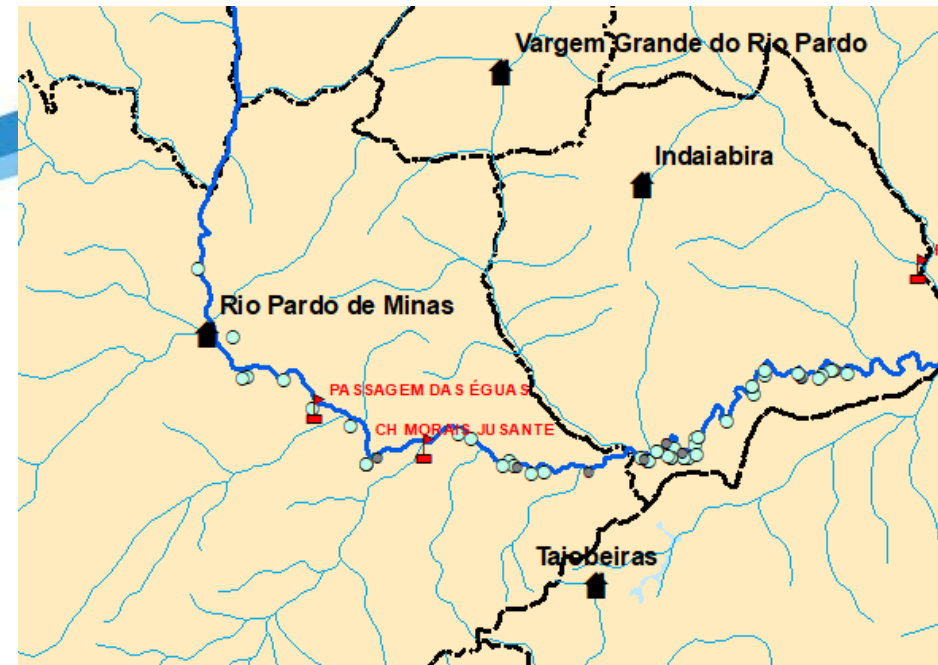 Vargem Grande do Rio Pardo
Indaiabira
Rio Pardo de Minas
PASSAGEM DAS ÉGUAS
CH MORAIS JUSANTE
Taiobeiras